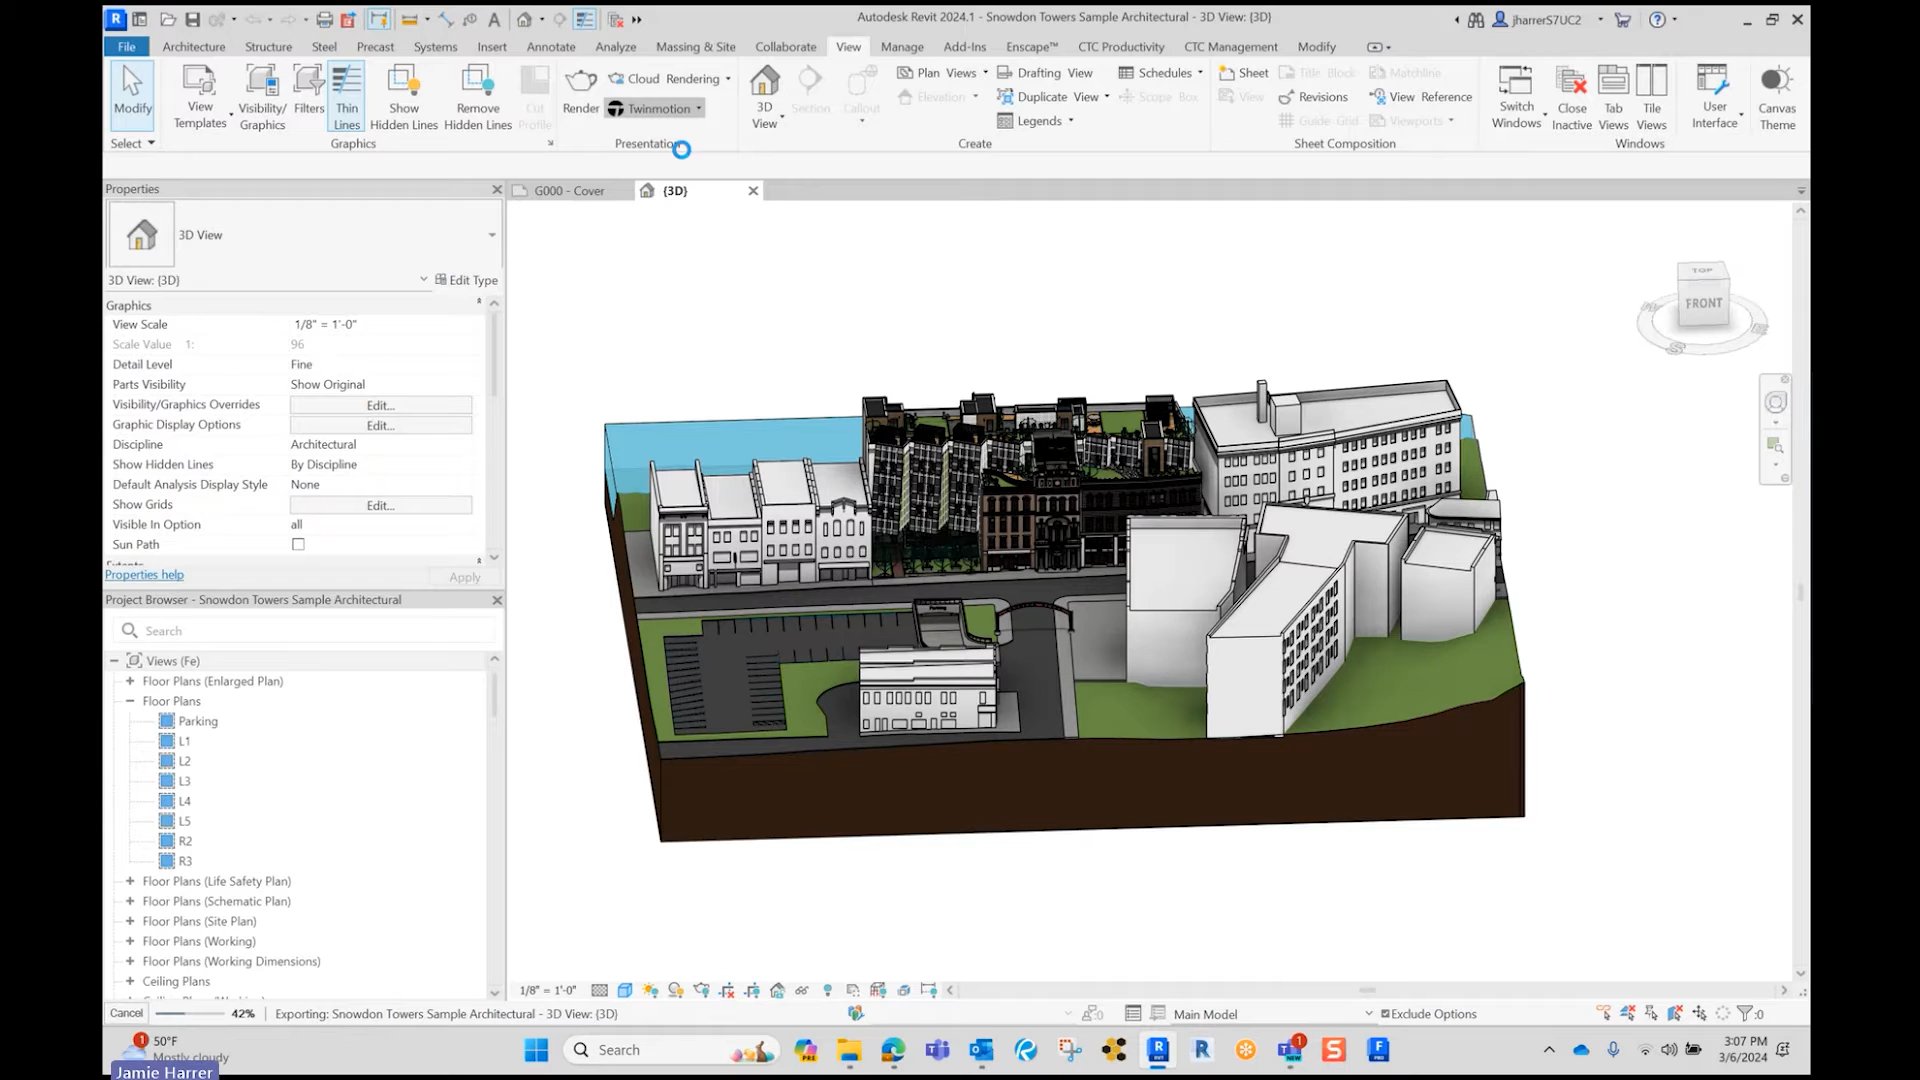 Autodesk Revit 2024.1 - Snowdon Towers Sample Architectural - 3D View: {3D}
jharrerS7UC2
File Architecture Structure Steel Precast Systems Insert Annotate Analyze Massing & Site Collaborate View Manage Add-Ins Enscape™ CTC Productivity CTC Management Modify
Modify
View Templates
Visibility/ Graphics
Filters
Thin Lines
Show Hidden Lines
Remove Hidden Lines
Cut Profile
Render
Cloud Rendering
Twinmotion
3D View
Section
Callout
Plan Views
Elevation
Drafting View
Duplicate View
Legends
Schedules
Scope Box
Sheet
View
Title Block
Revisions
Guide Grid
Matchline
View Reference
Viewports
Switch Windows
Close Inactive
Tab Views
Tile Views
User Interface
Canvas Theme
Select Graphics Presentation Create Sheet Composition Windows
Properties
G000 - Cover
{3D}
3D View
3D View: {3D}
Edit Type
Graphics
View Scale 1/8" = 1'-0"
Scale Value 1: 96
Detail Level Fine
Parts Visibility Show Original
Visibility/Graphics Overrides Edit...
Graphic Display Options Edit...
Discipline Architectural
Show Hidden Lines By Discipline
Default Analysis Display Style None
Show Grids Edit...
Visible In Option all
Sun Path
Properties help
Apply
Project Browser - Snowdon Towers Sample Architectural
Search
Views (Fe)
Floor Plans (Enlarged Plan)
Floor Plans
Parking
L1
L2
L3
L4
L5
R2
R3
Floor Plans (Life Safety Plan)
Floor Plans (Schematic Plan)
Floor Plans (Site Plan)
Floor Plans (Working)
Floor Plans (Working Dimensions)
Ceiling Plans
TOP
FRONT
S
Parking
1/8" = 1'-0"
Cancel 42% Exporting: Snowdon Towers Sample Architectural - 3D View: {3D}
:0
Main Model
Exclude Options
:0
1
50°F
Mostly cloudy
Search
3:07 PM
3/6/2024
Jamie Harrer